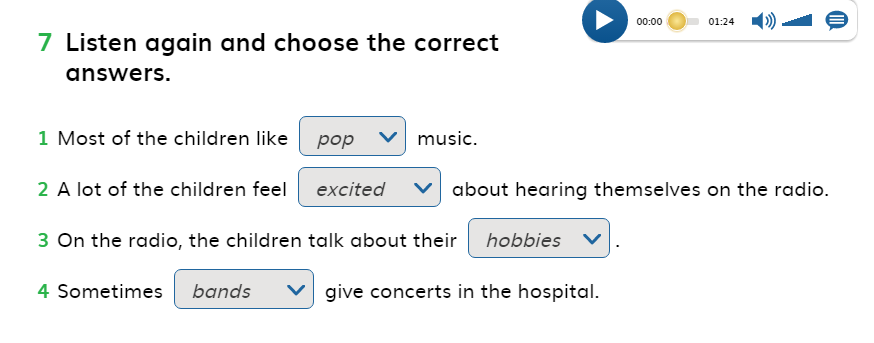 00:00 01:24
7 Listen again and choose the correct
answers.
1 Most of the children like pop music.
2 A lot of the children feel excited about hearing themselves on the radio.
3 On the radio, the children talk about their hobbies .
4 Sometimes bands give concerts in the hospital.